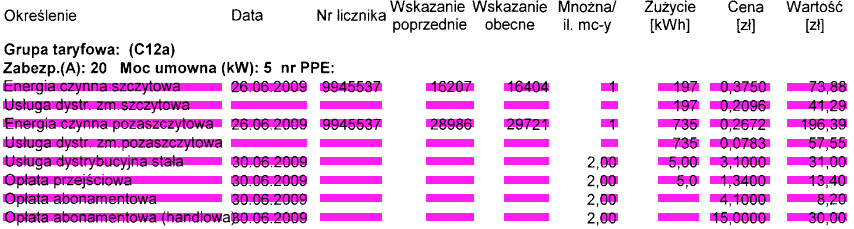 Określenie Data Nr licznika Wskazanie poprzednie Wskazanie obecne Mnożna/ il. mc-y Zużycie [kWh] Cena [zł] Wartość [zł]
Grupa taryfowa: (C12a)
Zabezp.(A): 20 Moc umowna (kW): 5 nr PPE:
Energia czynna szczytowa 26.06.2009 9945537 16207 16404 1 197 0,3750 73,88
Usługa dystr. zm.szczytowa 197 0,2096 41,29
Energia czynna pozaszczytowa 26.06.2009 9945537 28986 29721 1 735 0,2672 196,39
Usługa dystr. zm.pozaszczytowa 735 0,0783 57,55
Usługa dystrybucyjna stała 30.06.2009 2,00 5,00 3,1000 31,00
Opłata przejściowa 30.06.2009 2,00 5,0 1,3400 13,40
Opłata abonamentowa 30.06.2009 2,00 4,1000 8,20
Opłata abonamentowa (handlowa) 30.06.2009 2,00 15,0000 30,00